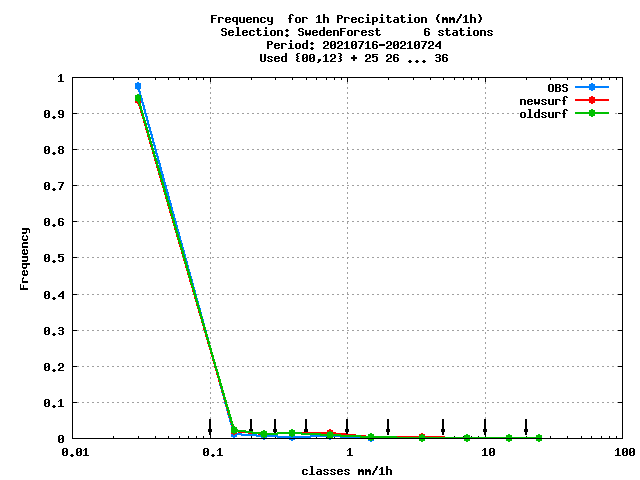 Frequency  for 1h Precipitation (mm/1h)
Selection: SwedenForest      6 stations
Period: 20210716-20210724
Used {00,12} + 25 26 ... 36
OBS
newsurf
oldsurf
Frequency
1
0.9
0.8
0.7
0.6
0.5
0.4
0.3
0.2
0.1
0
0.01 0.1 1 10 100
classes mm/1h